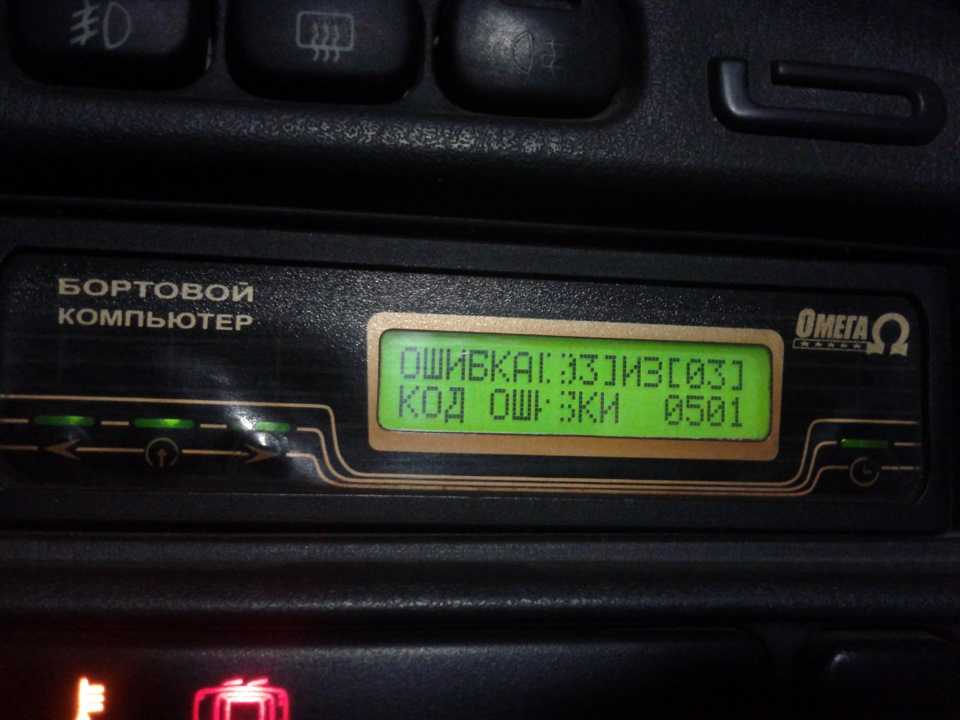 БОРТОВОЙ
КОМПЬЮТЕР
ОМЕГА
ОШИБКА[03]ИЗ[03]
КОД ОШИБКИ 0501